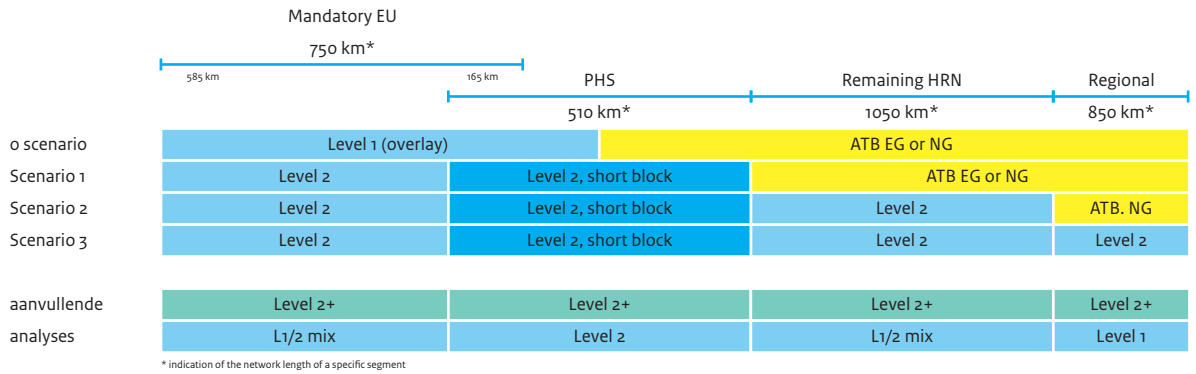 Mandatory EU
750 km*
585 km 165 km
PHS Remaining HRN Regional
510 km* 1050 km* 850 km*
0 scenario Level 1 (overlay) ATB EG or NG
Scenario 1 Level 2 Level 2, short block ATB EG or NG
Scenario 2 Level 2 Level 2, short block Level 2 ATB. NG
Scenario 3 Level 2 Level 2, short block Level 2 Level 2
aanvullende Level 2+ Level 2+ Level 2+ Level 2+
analyses L1/2 mix Level 2 L1/2 mix Level 1
* indication of the network length of a specific segment